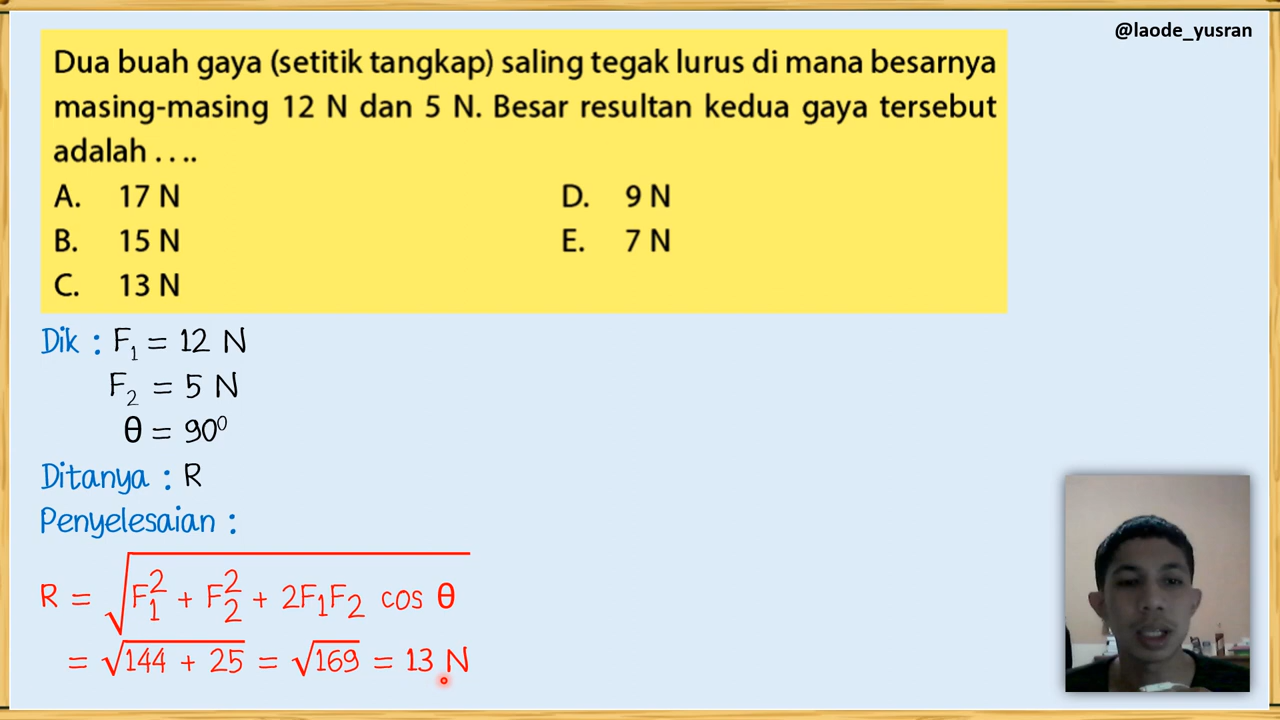 @laode_yusran
Dua buah gaya (setitik tangkap) saling tegak lurus di mana besarnya
masing-masing 12 N dan 5 N. Besar resultan kedua gaya tersebut
adalah ....
A. 17 N
B. 15 N
C. 13 N
D. 9 N
E. 7 N
Dik : F₁ = 12 N
F₂ = 5 N
θ = 90⁰
Ditanya : R
Penyelesaian :
R = √(F₁² + F₂² + 2F₁F₂ cos θ)
= √(144 + 25) = √169 = 13 N